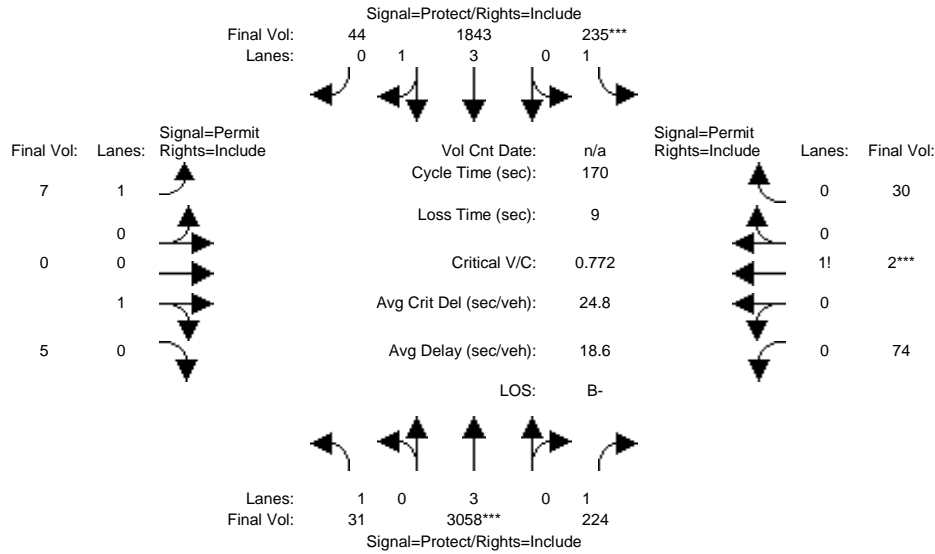 Signal=Protect/Rights=Include
Final Vol: 44 1843 235***
Lanes: 0 1 3 0 1
Signal=Permit Signal=Permit
Final Vol: Lanes: Rights=Include Vol Cnt Date: n/a Rights=Include Lanes: Final Vol:
Cycle Time (sec): 170
7 1 0 30
Loss Time (sec): 9
0 0
0 0 Critical V/C: 0.772 1! 2***
1 Avg Crit Del (sec/veh): 24.8 0
5 0 Avg Delay (sec/veh): 18.6 0 74
LOS: B-
Lanes: 1 0 3 0 1
Final Vol: 31 3058*** 224
Signal=Protect/Rights=Include